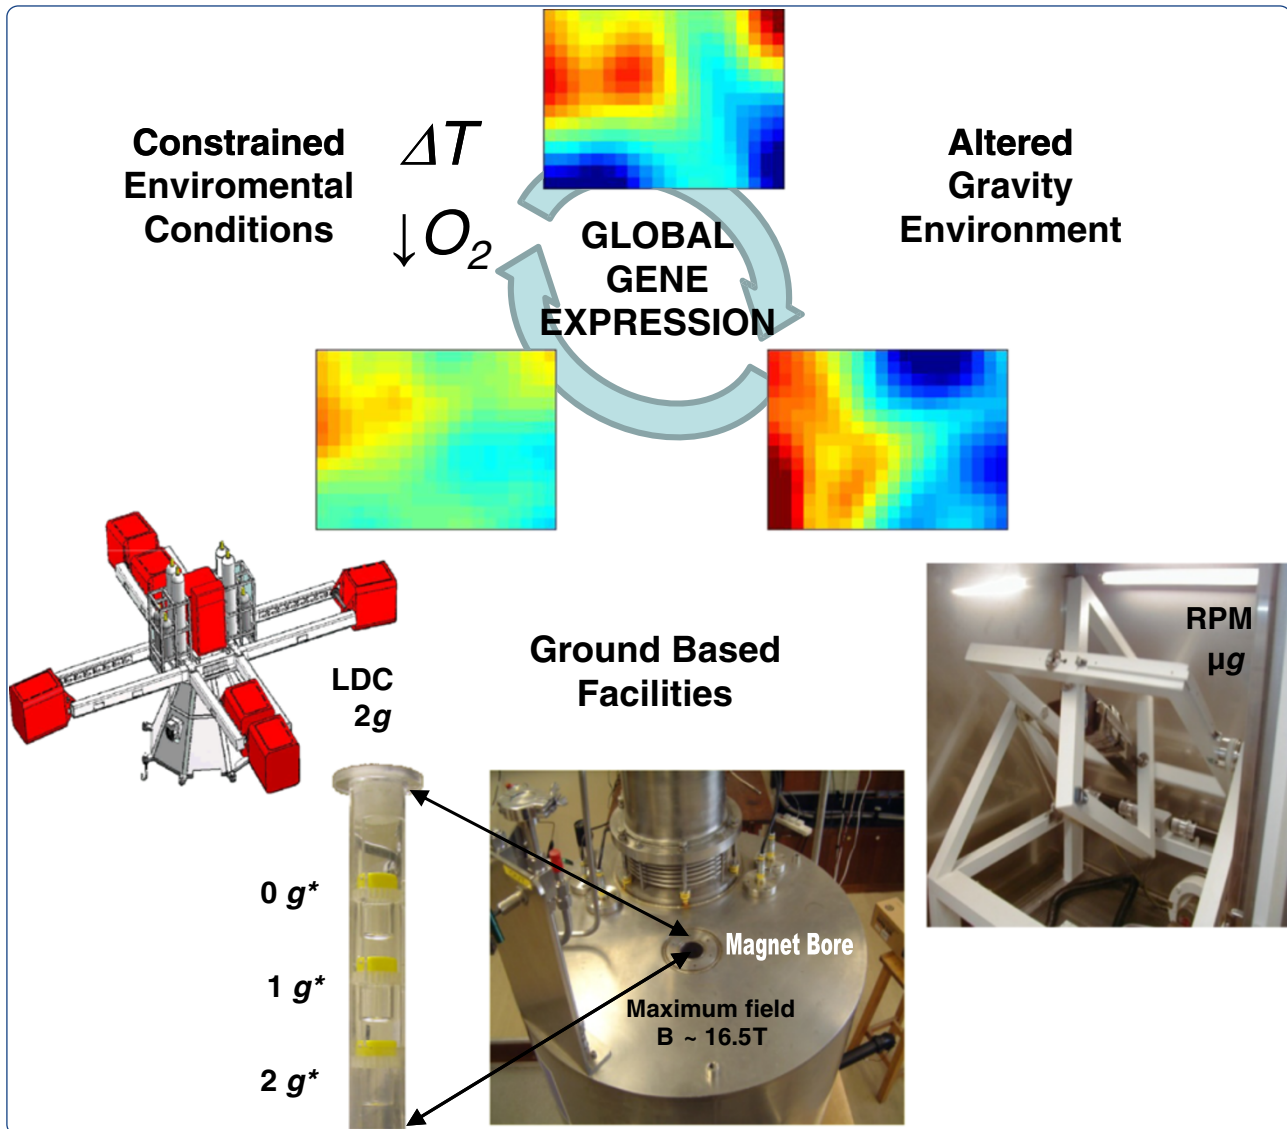 Constrained
Enviromental
Conditions
ΔT
↓O₂
GLOBAL
GENE
EXPRESSION
Altered
Gravity
Environment
LDC
2g
Ground Based
Facilities
RPM
µg
0 g*
1 g*
2 g*
Magnet Bore
Maximum field
B ~ 16.5T